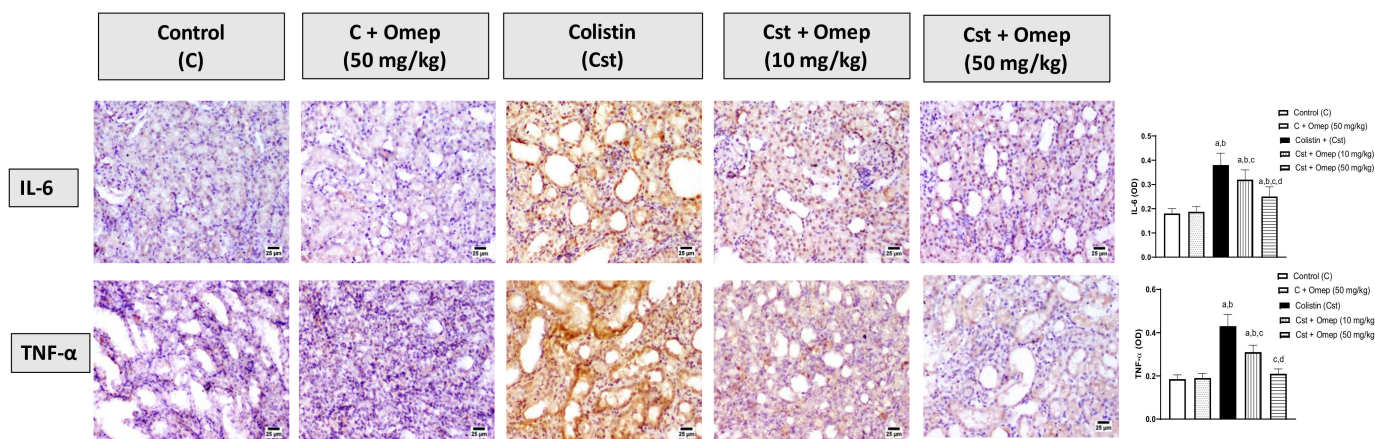 Control
(C)
C + Omep
(50 mg/kg)
Colistin
(Cst)
Cst + Omep
(10 mg/kg)
Cst + Omep
(50 mg/kg)
IL-6
25 µm
25 µm
25 µm
25 µm
25 µm
Control (C)
C + Omep (50 mg/kg)
Colistin + (Cst)
Cst + Omep (10 mg/kg)
Cst + Omep (50 mg/kg)
IL-6 (OD)
0.5
0.4
0.3
0.2
0.1
0.0
a,b
a,b,c
a,b,c,d
TNF-α
25 µm
25 µm
25 µm
25 µm
25 µm
Control (C)
C + Omep (50 mg/kg)
Colistin (Cst)
Cst + Omep (10 mg/kg
Cst + Omep (50 mg/kg
TNF-α (OD)
0.6
0.4
0.2
0.0
a,b
a,b,c
c,d